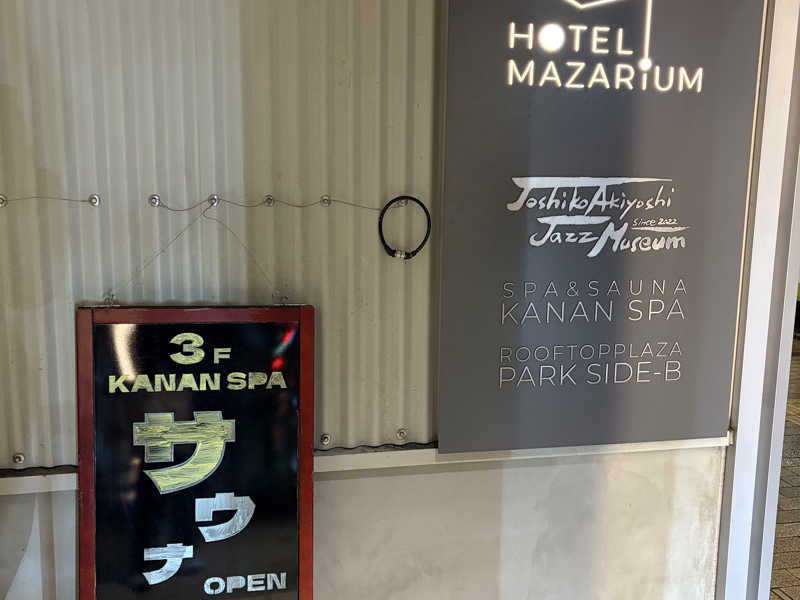 HOTEL
MAZARiUM
Toshiko Akiyoshi
Since 2022
Jazz Museum
SPA&SAUNA
KANAN SPA
ROOFTOPPLAZA
PARK SIDE-B
3F
KANAN SPA
サウナ
OPEN